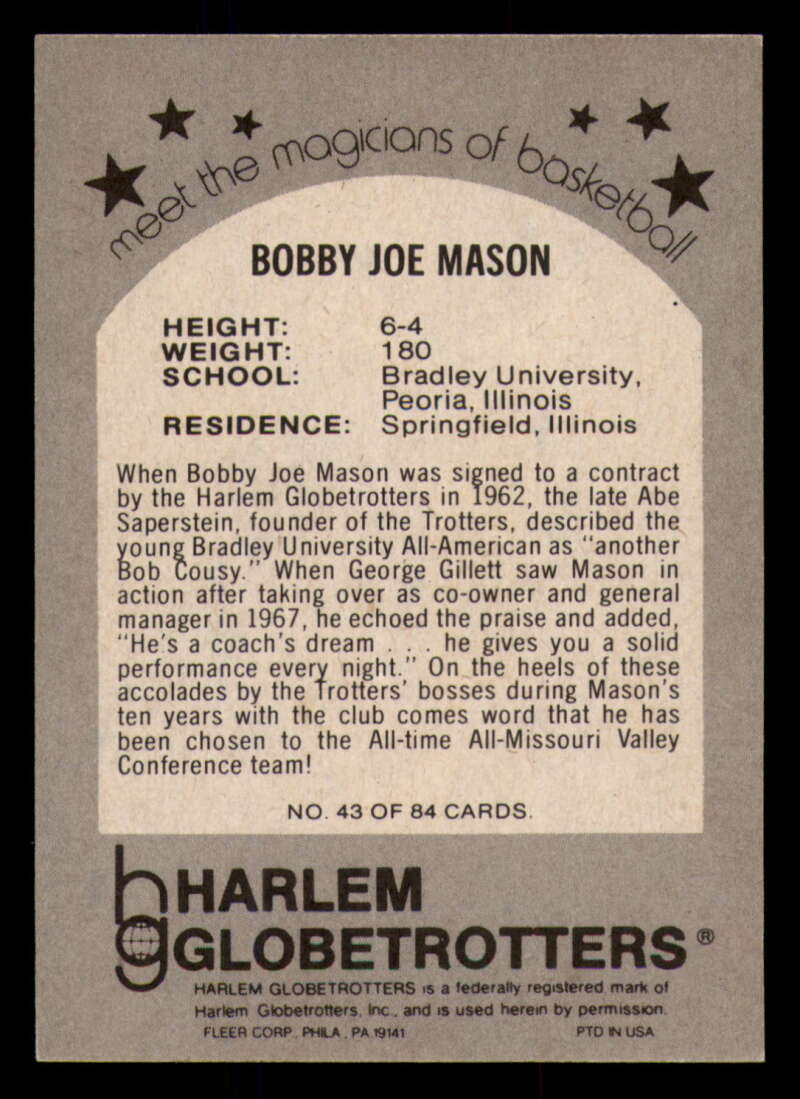 meet the magicians of basketball
BOBBY JOE MASON
HEIGHT: 6-4
WEIGHT: 180
SCHOOL: Bradley University,
Peoria, Illinois
RESIDENCE: Springfield, Illinois
When Bobby Joe Mason was signed to a contract
by the Harlem Globetrotters in 1962, the late Abe
Saperstein, founder of the Trotters, described the
young Bradley University All-American as "another
Bob Cousy." When George Gillett saw Mason in
action after taking over as co-owner and general
manager in 1967, he echoed the praise and added,
"He's a coach's dream . . . he gives you a solid
performance every night." On the heels of these
accolades by the Trotters' bosses during Mason's
ten years with the club comes word that he has
been chosen to the All-time All-Missouri Valley
Conference team!
NO. 43 OF 84 CARDS.
hg HARLEM
GLOBETROTTERS®
HARLEM GLOBETROTTERS is a federally registered mark of
Harlem Globetrotters, Inc., and is used herein by permission.
FLEER CORP., PHILA., PA 19141 PTD IN USA